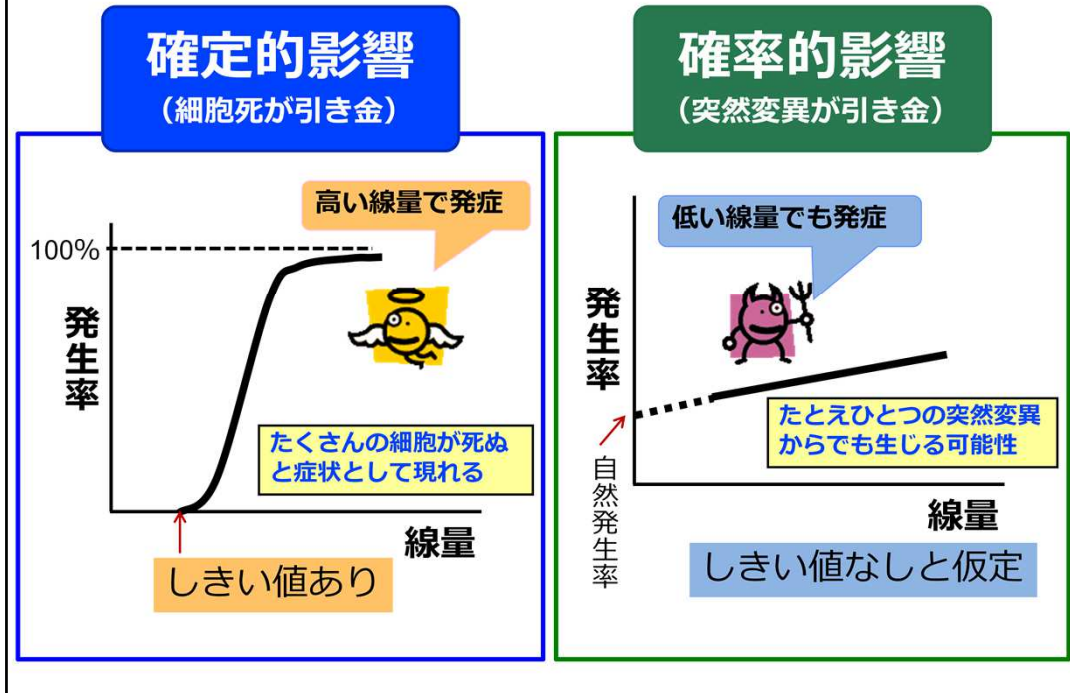 確定的影響
（細胞死が引き金）
高い線量で発症
100%
発生率
たくさんの細胞が死ぬ
と症状として現れる
線量
しきい値あり
確率的影響
（突然変異が引き金）
低い線量でも発症
発生率
たとえひとつの突然変異
からでも生じる可能性
自然発生率
線量
しきい値なしと仮定